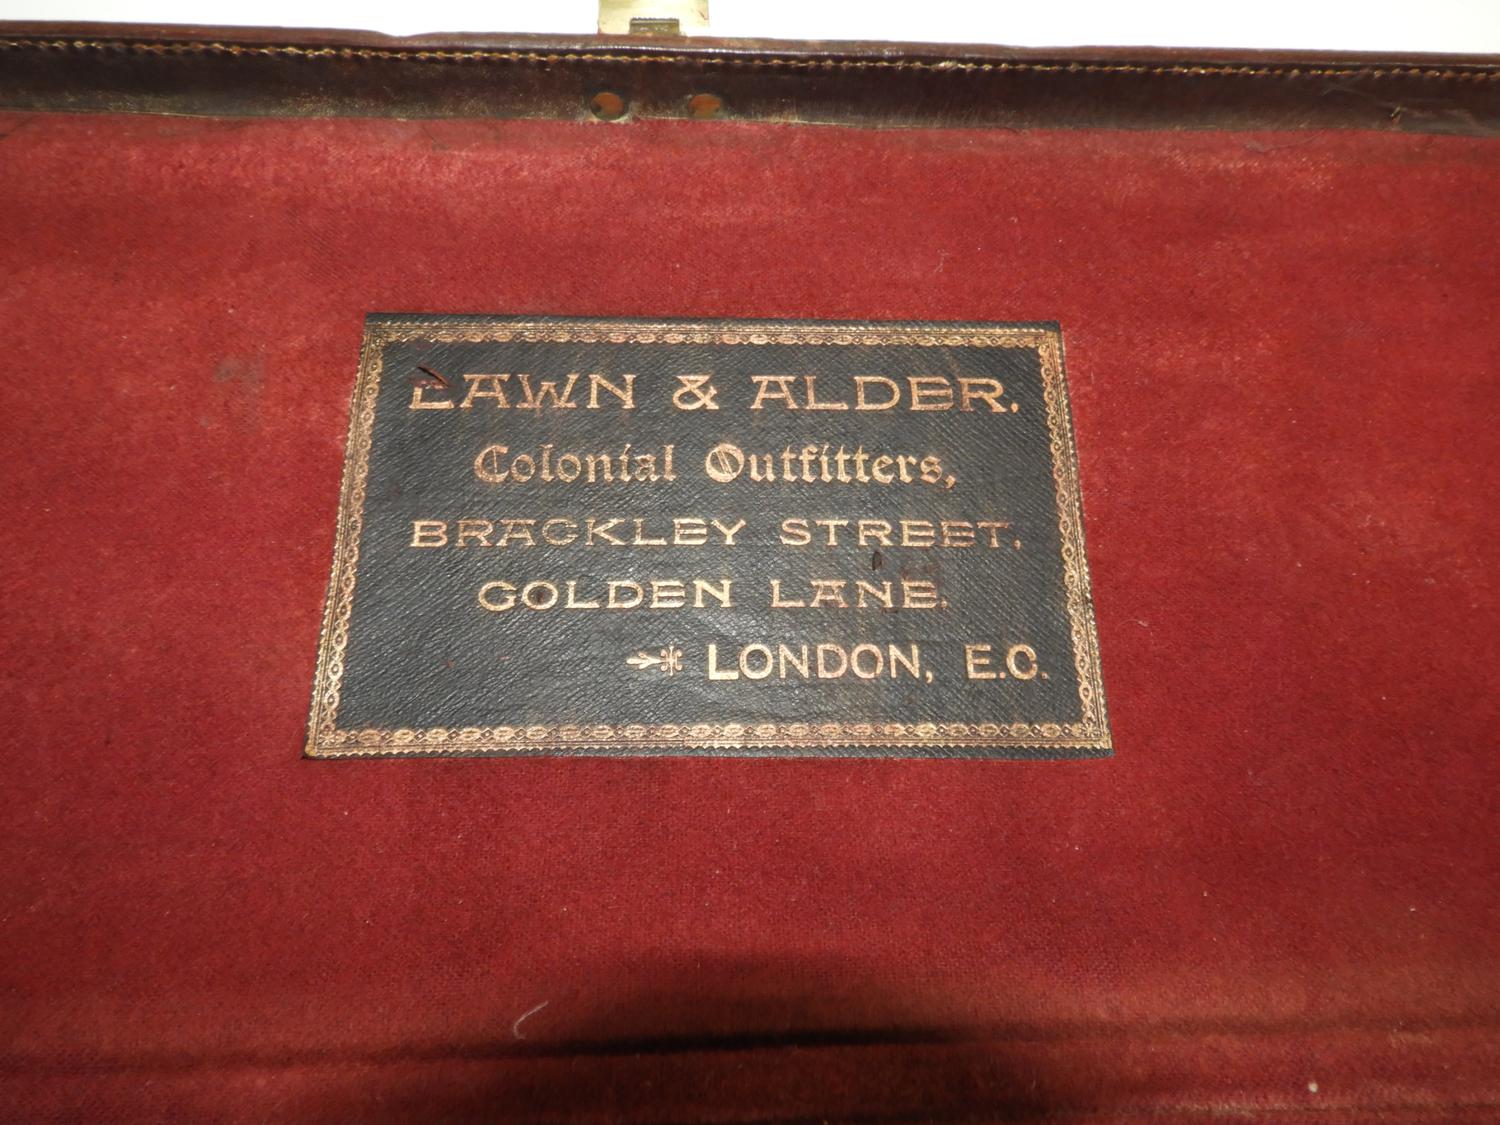 LAWN & ALDER.
Colonial Outfitters,
BRACKLEY STREET.
GOLDEN LANE.
LONDON, E.C.